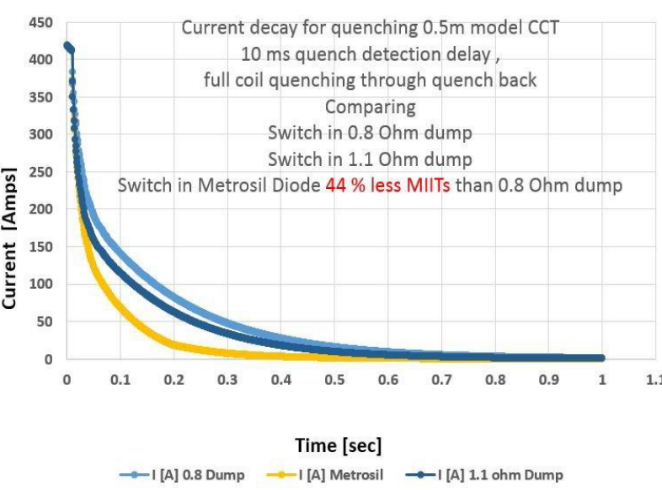 Current decay for quenching 0.5m model CCT
10 ms quench detection delay ,
full coil quenching through quench back
Comparing
Switch in 0.8 Ohm dump
Switch in 1.1 Ohm dump
Switch in Metrosil Diode 44 % less MIITs than 0.8 Ohm dump
Current [Amps]
450
400
350
300
250
200
150
100
50
0
0 0.1 0.2 0.3 0.4 0.5 0.6 0.7 0.8 0.9 1 1.1
Time [sec]
I [A] 0.8 Dump I [A] Metrosil I [A] 1.1 ohm Dump